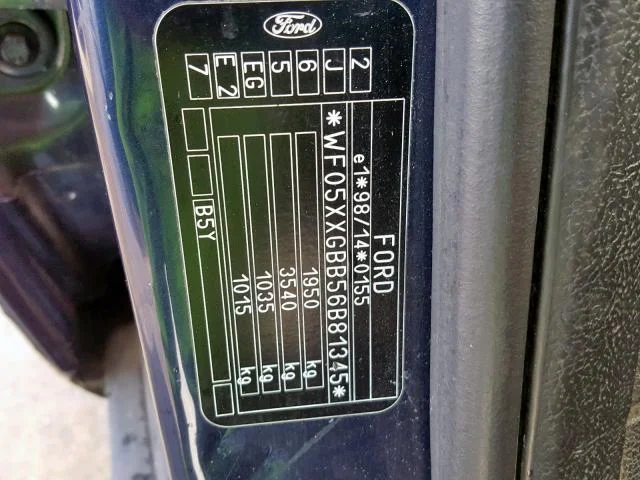 Ford
FORD
e1*98/14*0155
*WF05XXGBB56B81345*
1950 kg
3540 kg
1035 kg
1015 kg
B5Y
2 J 6 5 EG E2 7